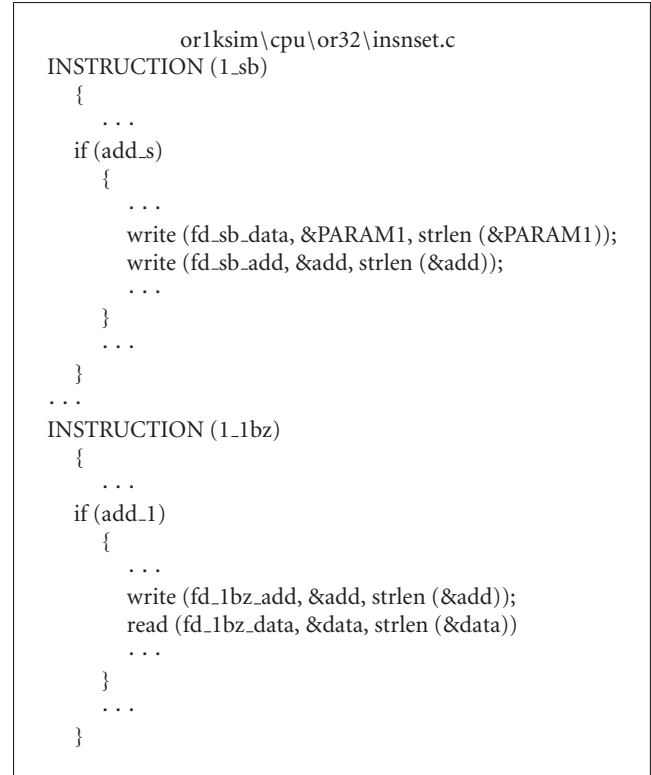 or1ksim\cpu\or32\insnset.c
INSTRUCTION (1_sb)
{
. . .
if (add_s)
{
. . .
write (fd_sb_data, &PARAM1, strlen (&PARAM1));
write (fd_sb_add, &add, strlen (&add));
. . .
}
. . .
}
. . .
INSTRUCTION (1_1bz)
{
. . .
if (add_1)
{
. . .
write (fd_1bz_add, &add, strlen (&add));
read (fd_1bz_data, &data, strlen (&data))
. . .
}
. . .
}